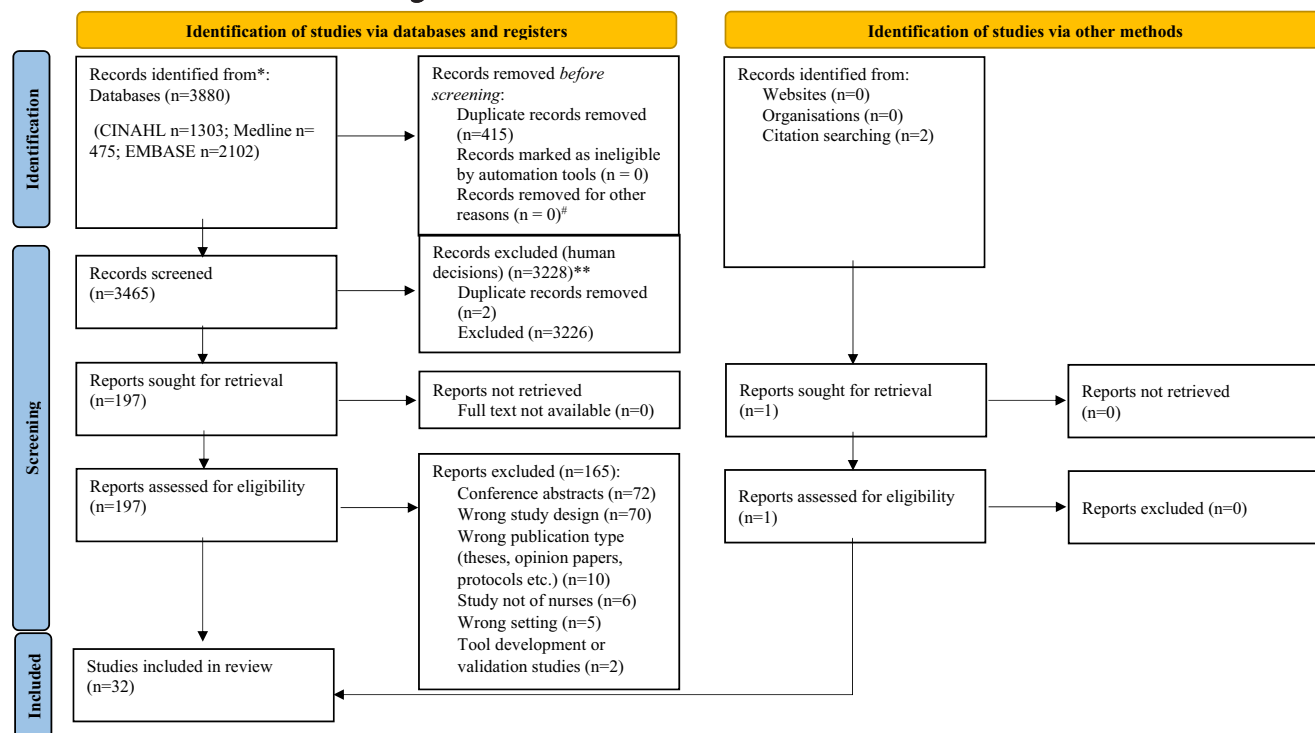 Identification of studies via databases and registers
Identification of studies via other methods
Identification
Records identified from*:
Databases (n=3880)
(CINAHL n=1303; Medline n=
475; EMBASE n=2102)
Records removed before
screening:
Duplicate records removed
(n=415)
Records marked as ineligible
by automation tools (n = 0)
Records removed for other
reasons (n = 0)#
Records identified from:
Websites (n=0)
Organisations (n=0)
Citation searching (n=2)
Screening
Records screened
(n=3465)
Records excluded (human
decisions) (n=3228)**
Duplicate records removed
(n=2)
Excluded (n=3226)
Reports sought for retrieval
(n=197)
Reports not retrieved
Full text not available (n=0)
Reports sought for retrieval
(n=1)
Reports not retrieved
(n=0)
Reports assessed for eligibility
(n=197)
Reports excluded (n=165):
Conference abstracts (n=72)
Wrong study design (n=70)
Wrong publication type
(theses, opinion papers,
protocols etc.) (n=10)
Study not of nurses (n=6)
Wrong setting (n=5)
Tool development or
validation studies (n=2)
Reports assessed for eligibility
(n=1)
Reports excluded (n=0)
Included
Studies included in review
(n=32)